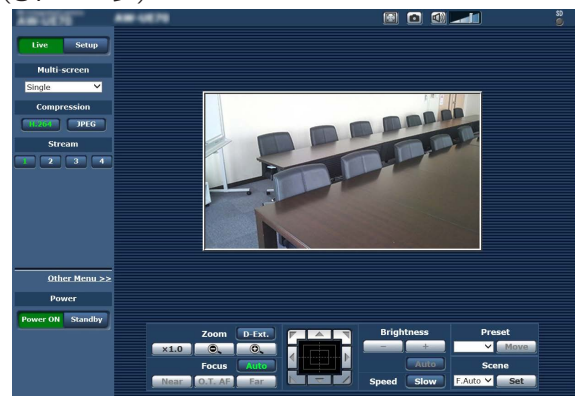 SD
Live Setup
Multi-screen
Single
Compression
H.264 JPEG
Stream
1 2 3 4
Other Menu >>
Power
Power ON Standby
Zoom D-Ext.
×1.0
Focus Auto
Near O.T. AF Far
Brightness
- +
Auto
Speed Slow
Preset
Move
Scene
F.Auto Set